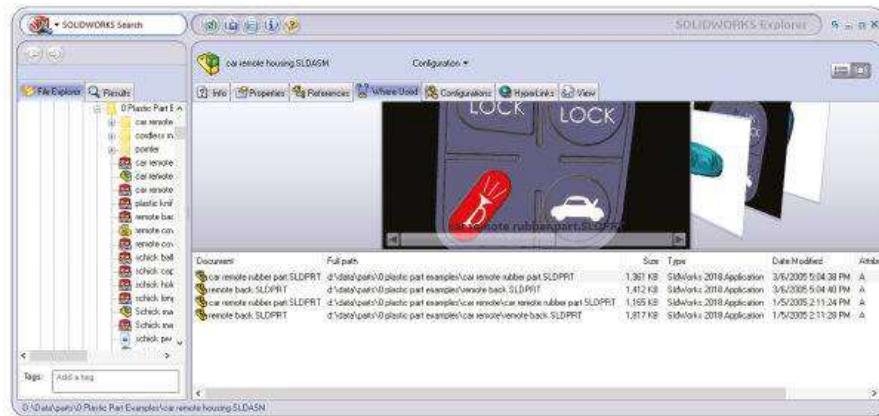 SOLIDWORKS Search
SOLIDWORKS Explorer
car remote housing.SLDASM
Configuration
File Explorer
Results
Info
Properties
References
Where Used
Configurations
HyperLinks
View
0 Plastic Part E
car remote
cordless m
pointer
car remote
car remote
car remote
plastic knif
remote bac
remote cov
remote cov
schick ball
schick cap
schick hole
schick long
Schick ma
Schick me
schick pev
LOCK
LOCK
car remote rubber part.SLDPRT
Document Full path Size Type Date Modified Attribu
car remote rubber part.SLDPRT d:\data\parts\0 plastic part examples\car remote rubber part.SLDPRT 1,361 KB SldWorks 2018 Application 3/6/2005 5:04:38 PM A
remote back.SLDPRT d:\data\parts\0 plastic part examples\remote back.SLDPRT 1,412 KB SldWorks 2018 Application 3/6/2005 5:04:40 PM A
car remote rubber part.SLDPRT d:\data\parts\0 plastic part examples\car remote\car remote rubber part.SLDPRT 1,165 KB SldWorks 2018 Application 1/5/2005 2:11:24 PM A
remote back.SLDPRT d:\data\parts\0 plastic part examples\car remote\remote back.SLDPRT 1,817 KB SldWorks 2018 Application 1/5/2005 2:11:28 PM A
Tags: Add a tag
D:\Data\parts\0 Plastic Part Examples\car remote housing.SLDASM